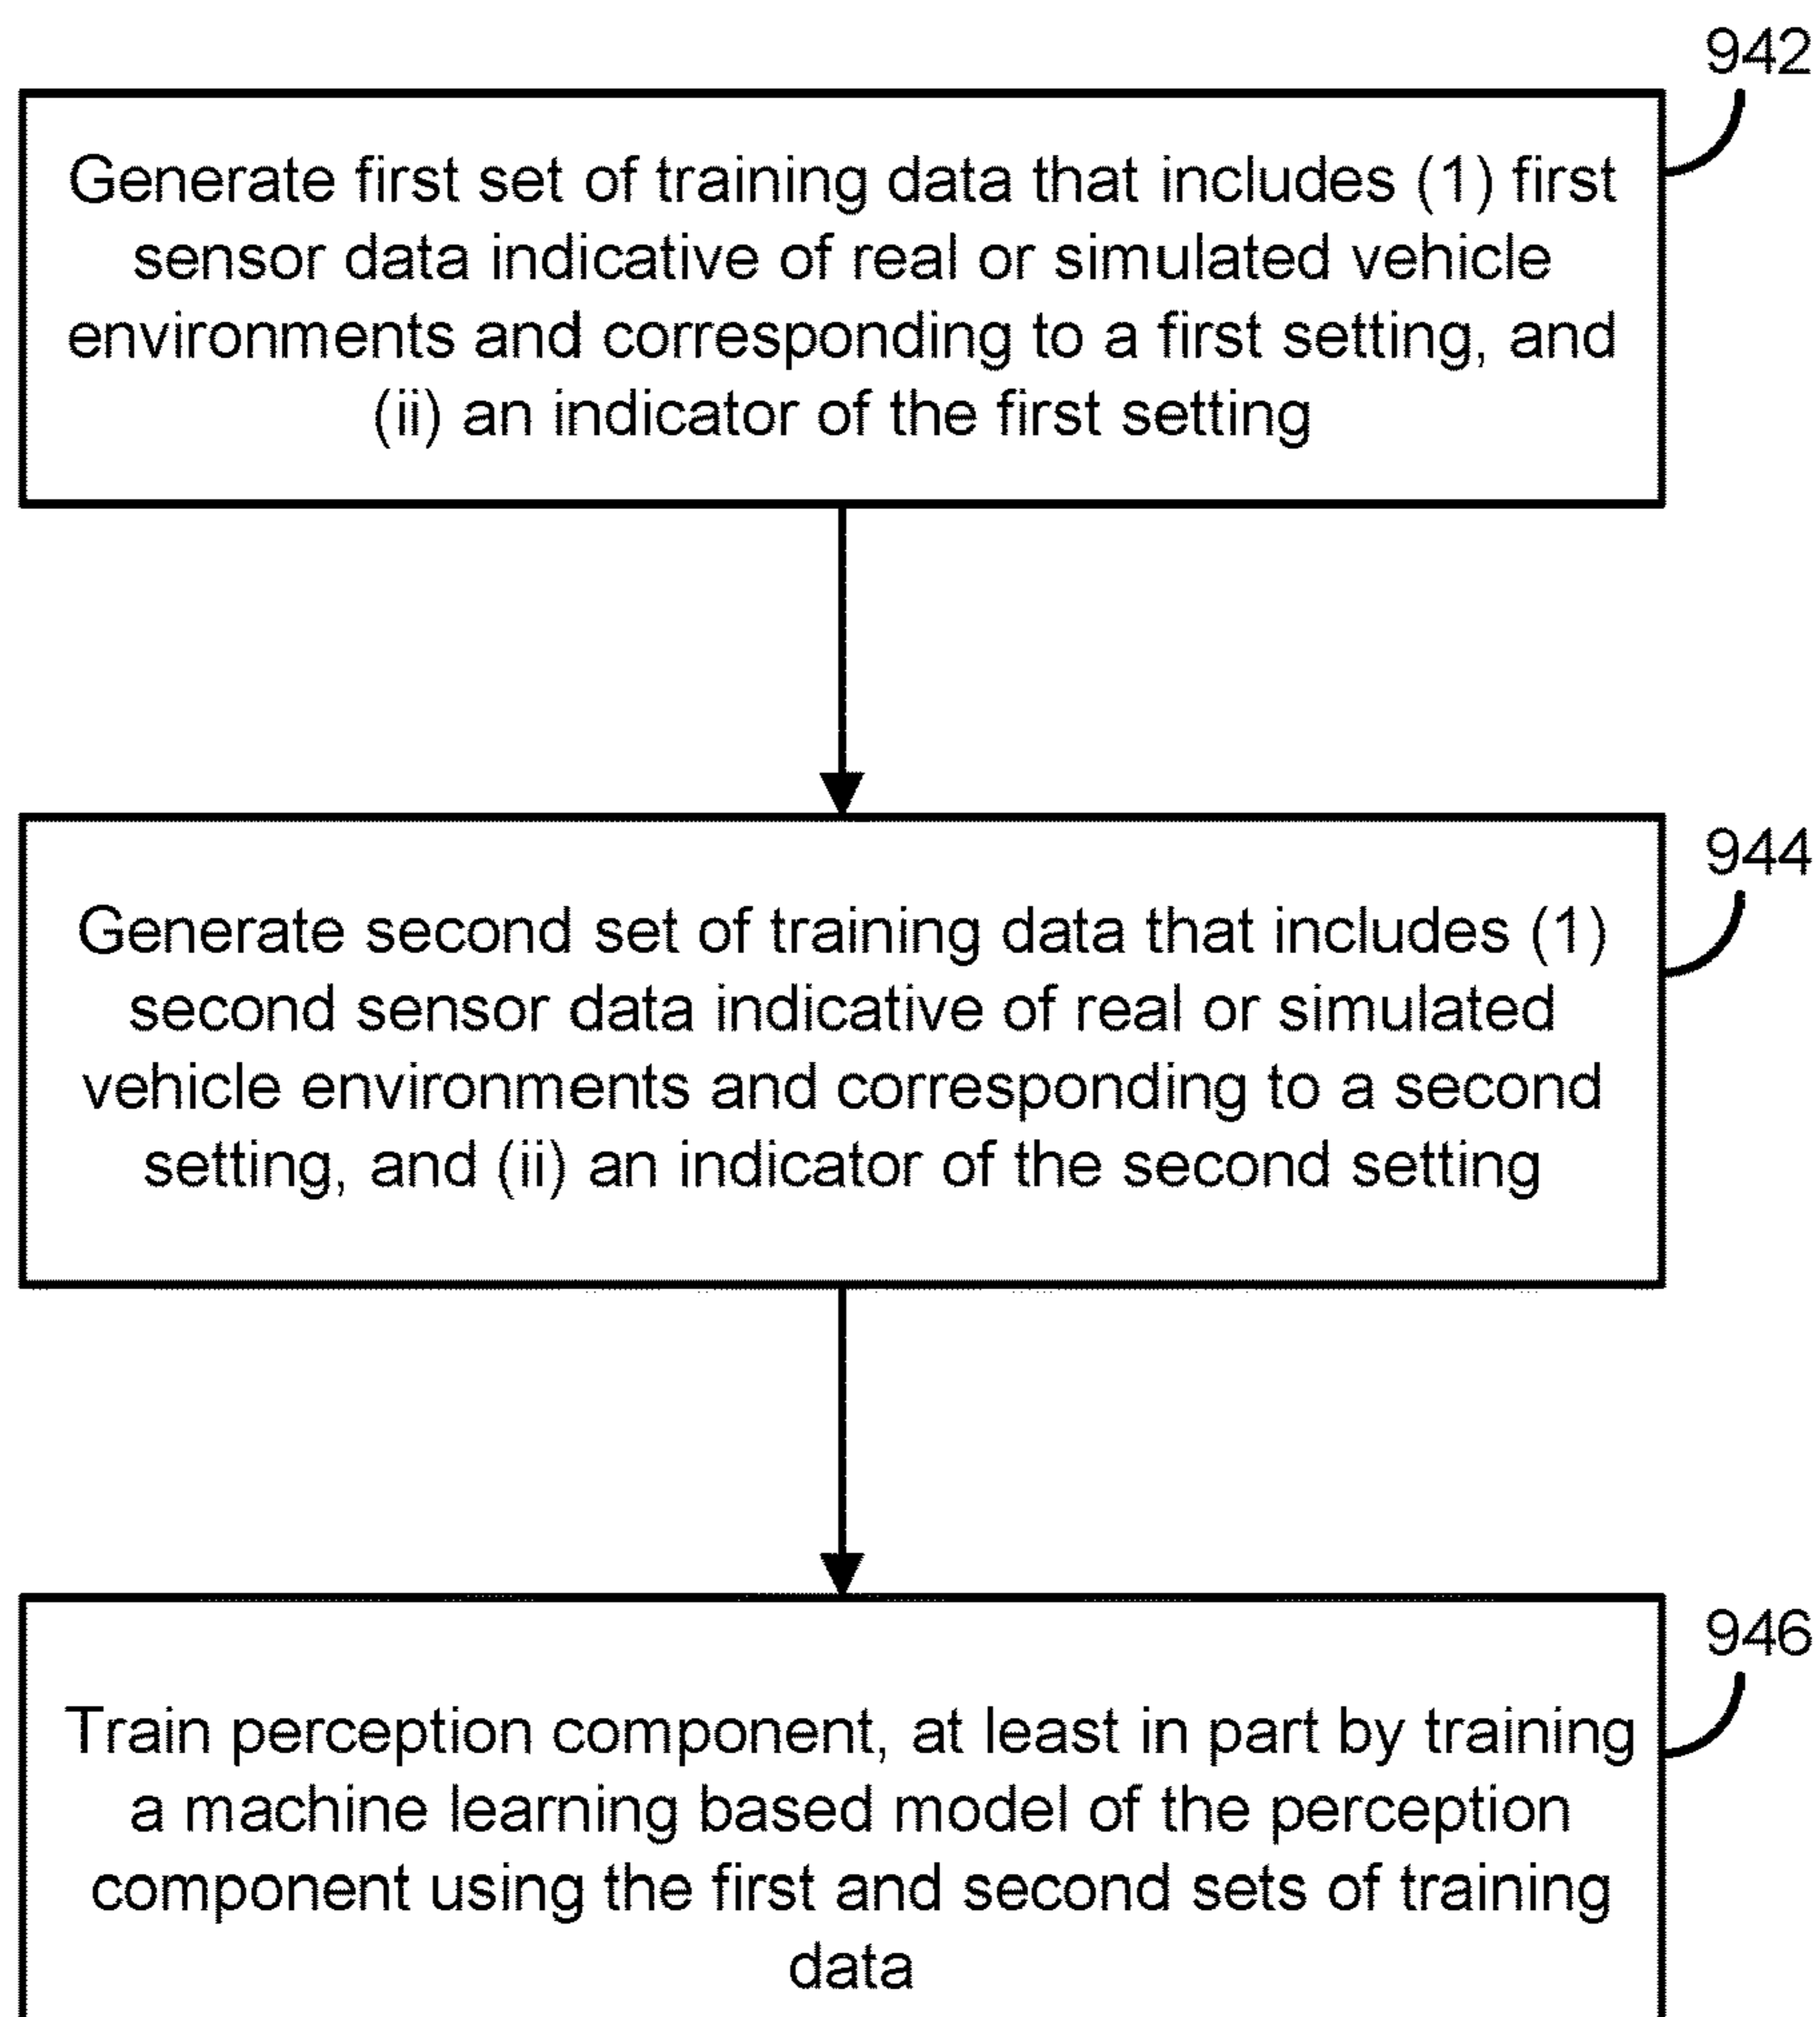 942
Generate first set of training data that includes (1) first
sensor data indicative of real or simulated vehicle
environments and corresponding to a first setting, and
(ii) an indicator of the first setting
944
Generate second set of training data that includes (1)
second sensor data indicative of real or simulated
vehicle environments and corresponding to a second
setting, and (ii) an indicator of the second setting
946
Train perception component, at least in part by training
a machine learning based model of the perception
component using the first and second sets of training
data